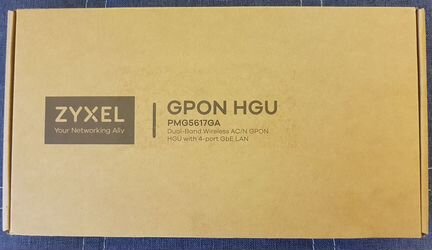 ZYXEL
Your Networking Ally
GPON HGU
PMG5617GA
Dual-Band Wireless AC/N GPON
HGU with 4-port GbE LAN